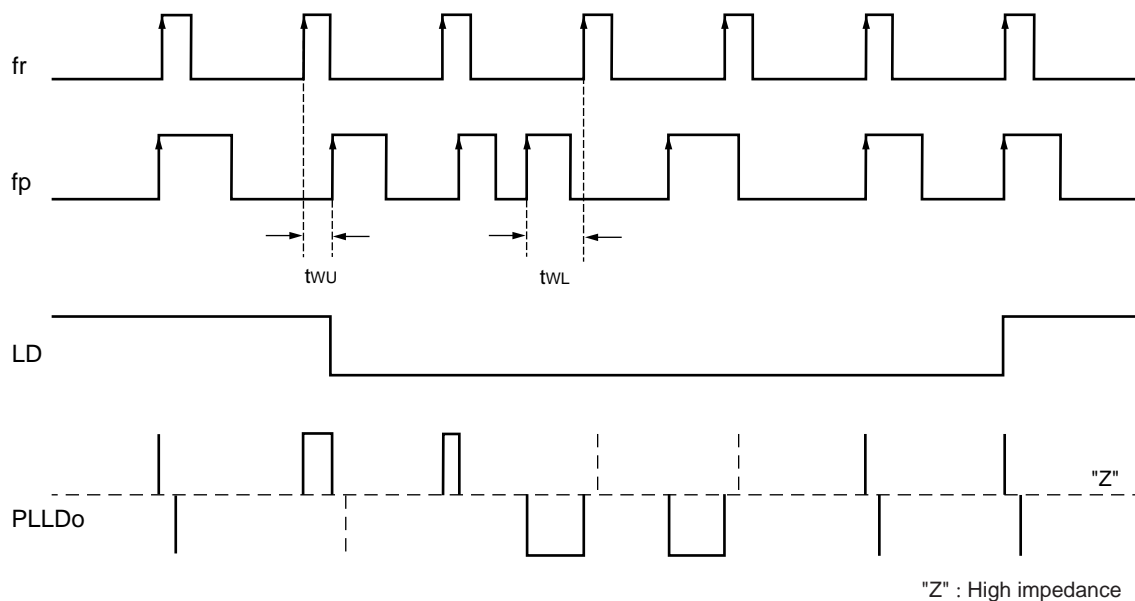 fr
fp
tWU
tWL
LD
"Z"
PLLDo
"Z" : High impedance